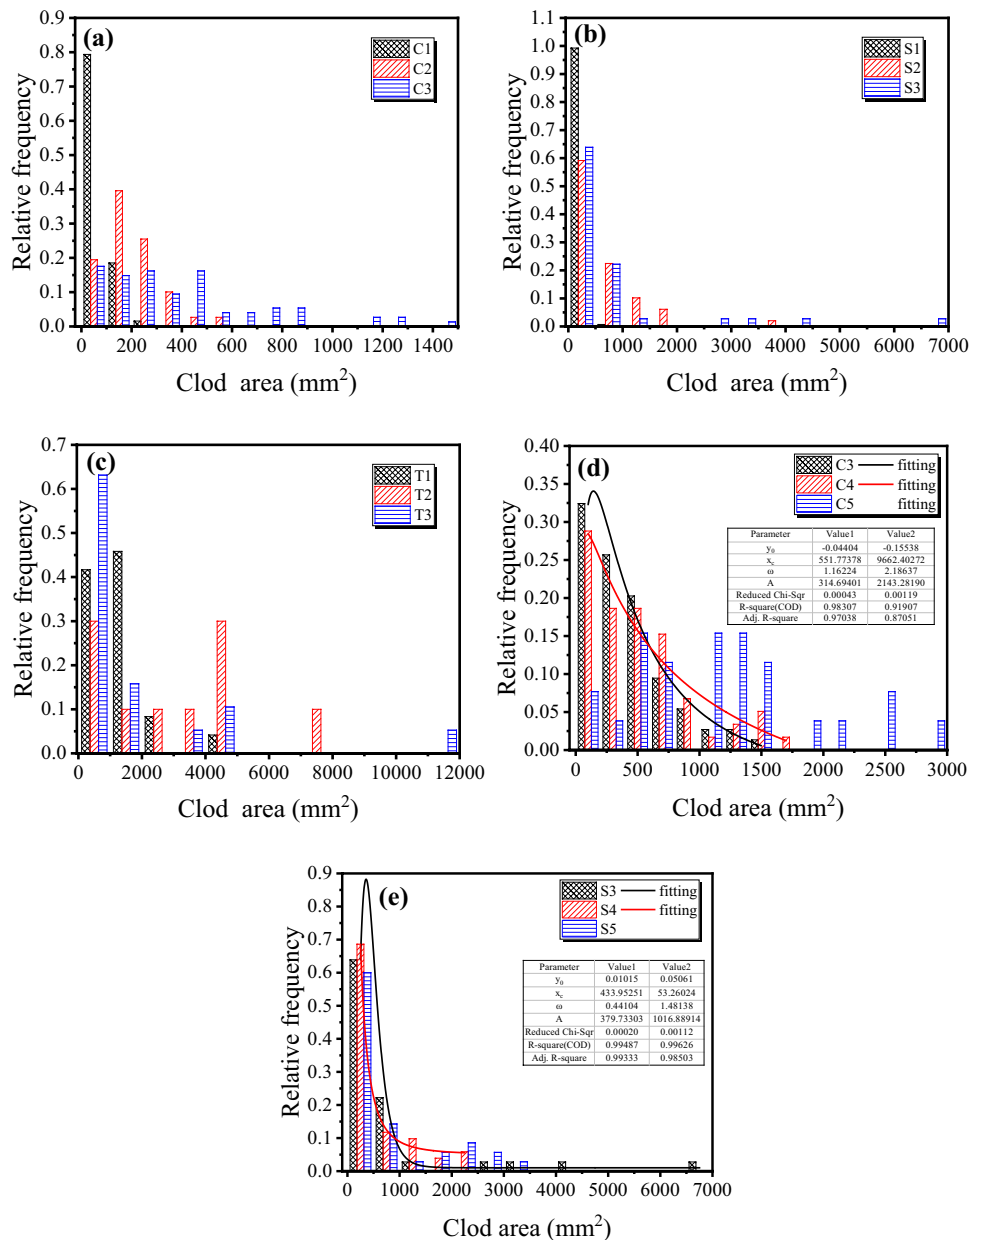 (a)
C1
C2
C3
0.9
0.8
0.7
0.6
0.5
0.4
0.3
0.2
0.1
0.0
Relative frequency
0 200 400 600 800 1000 1200 1400
Clod area (mm²)
(b)
S1
S2
S3
1.1
1.0
0.9
0.8
0.7
0.6
0.5
0.4
0.3
0.2
0.1
0.0
Relative frequency
0 1000 2000 3000 4000 5000 6000 7000
Clod area (mm²)
(c)
T1
T2
T3
0.7
0.6
0.5
0.4
0.3
0.2
0.1
0.0
Relative frequency
0 2000 4000 6000 8000 10000 12000
Clod area (mm²)
(d)
C3 fitting
C4 fitting
C5 fitting
Parameter Value1 Value2
y₀ -0.04404 -0.15538
x꜀ 551.77378 9662.40272
ω 1.16224 2.18637
A 314.69401 2143.28190
Reduced Chi-Sqr 0.00043 0.00119
R-square(COD) 0.98307 0.91907
Adj. R-square 0.97038 0.87051
0.40
0.35
0.30
0.25
0.20
0.15
0.10
0.05
0.00
Relative frequency
0 500 1000 1500 2000 2500 3000
Clod area (mm²)
(e)
S3 fitting
S4 fitting
S5
Parameter Value1 Value2
y₀ 0.01015 0.05061
x꜀ 433.95251 53.26024
ω 0.44104 1.48138
A 379.73303 1016.88914
Reduced Chi-Sqr 0.00020 0.00112
R-square(COD) 0.99487 0.99626
Adj. R-square 0.99333 0.98503
0.9
0.8
0.7
0.6
0.5
0.4
0.3
0.2
0.1
0.0
Relative frequency
0 1000 2000 3000 4000 5000 6000 7000
Clod area (mm²)